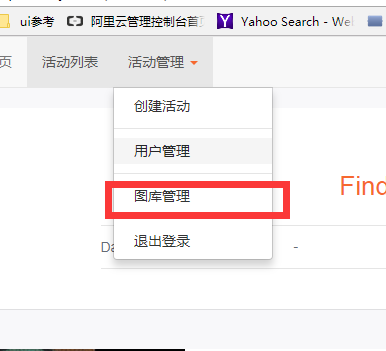 ui参考 阿里云管理控制台首页 Yahoo Search - Wel
页 活动列表 活动管理
创建活动
用户管理
图库管理
退出登录
Find
-